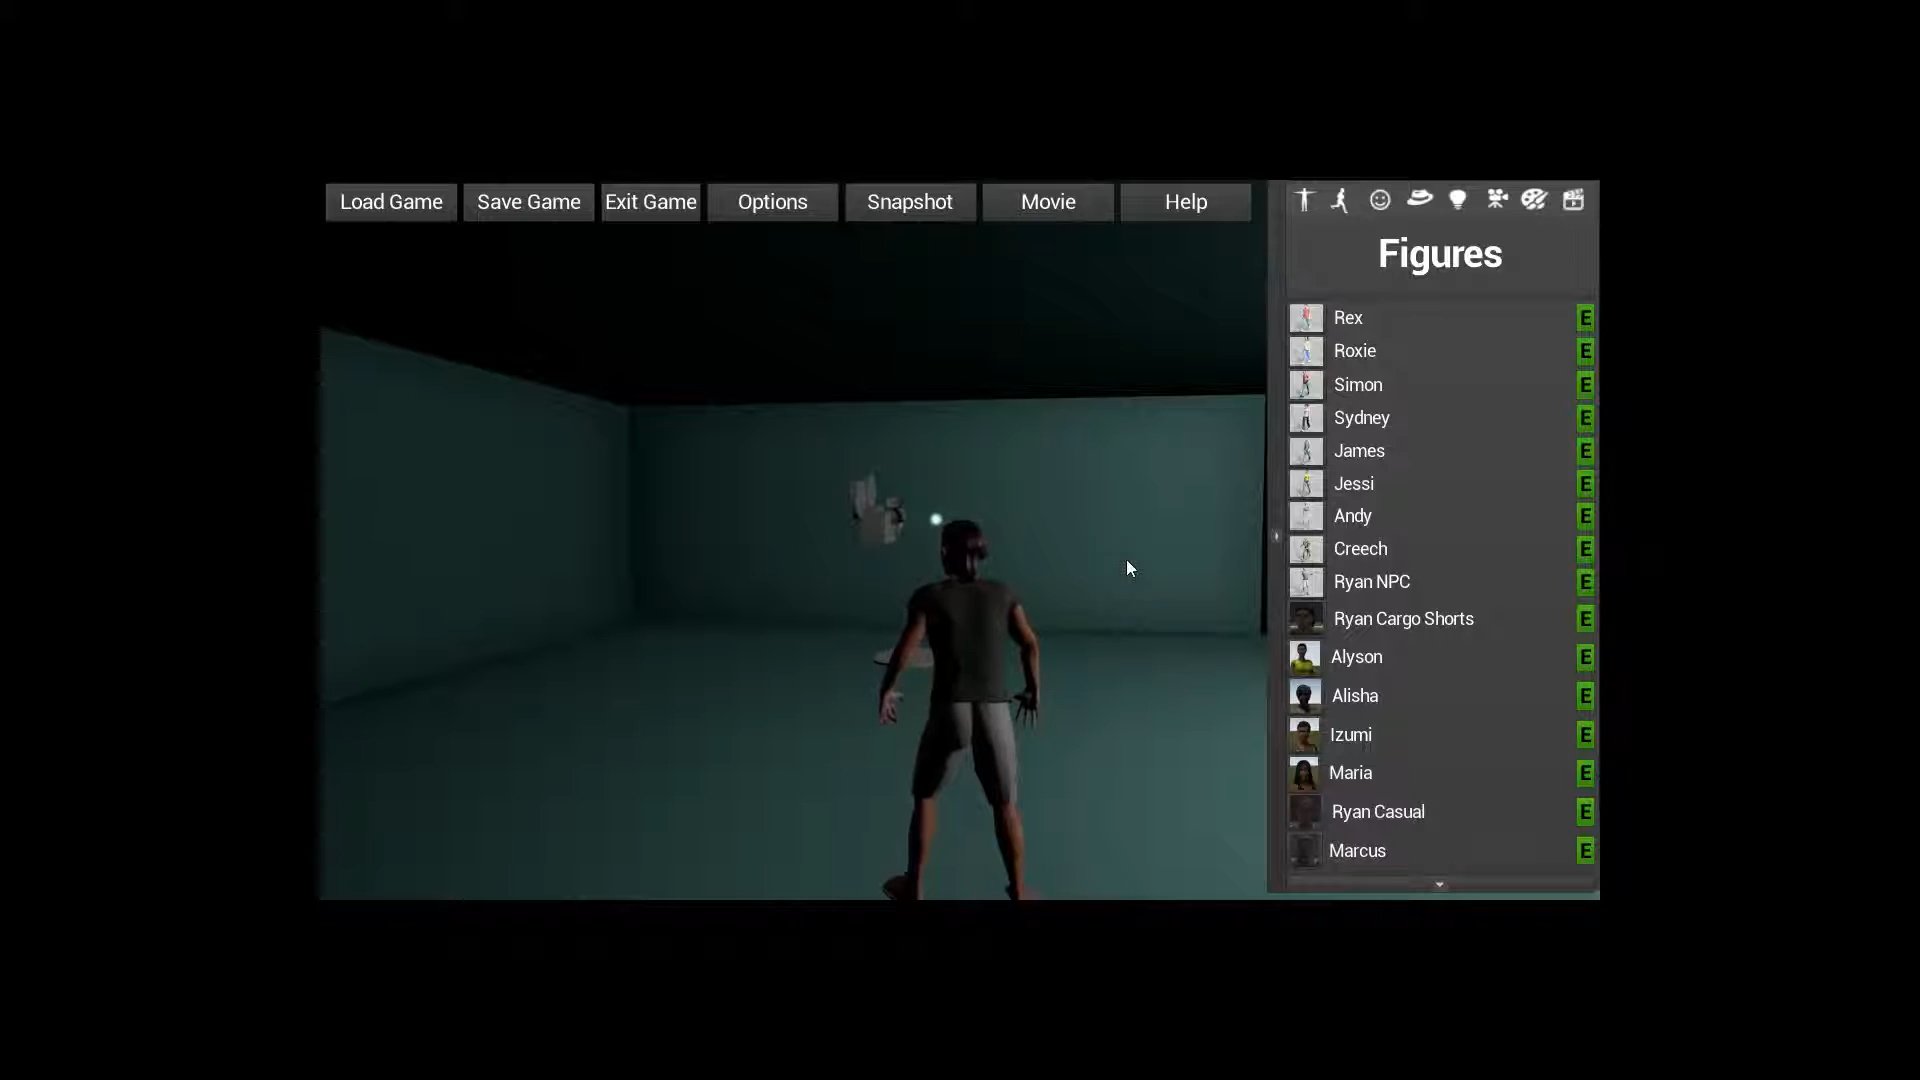 Load Game Save Game Exit Game Options Snapshot Movie Help
Figures
Rex E
Roxie E
Simon E
Sydney E
James E
Jessi E
Andy E
Creech E
Ryan NPC E
Ryan Cargo Shorts E
Alyson E
Alisha E
Izumi E
Maria E
Ryan Casual E
Marcus E